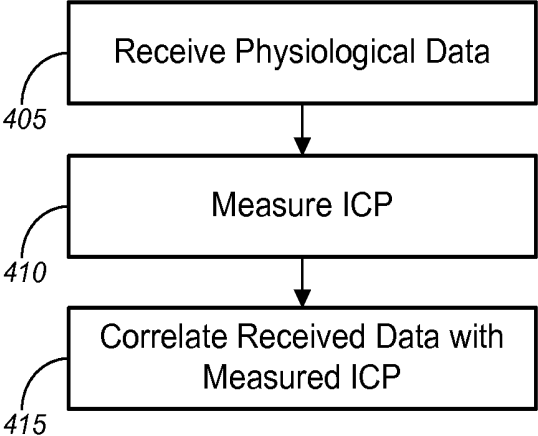 Receive Physiological Data
405
Measure ICP
410
Correlate Received Data with
Measured ICP
415